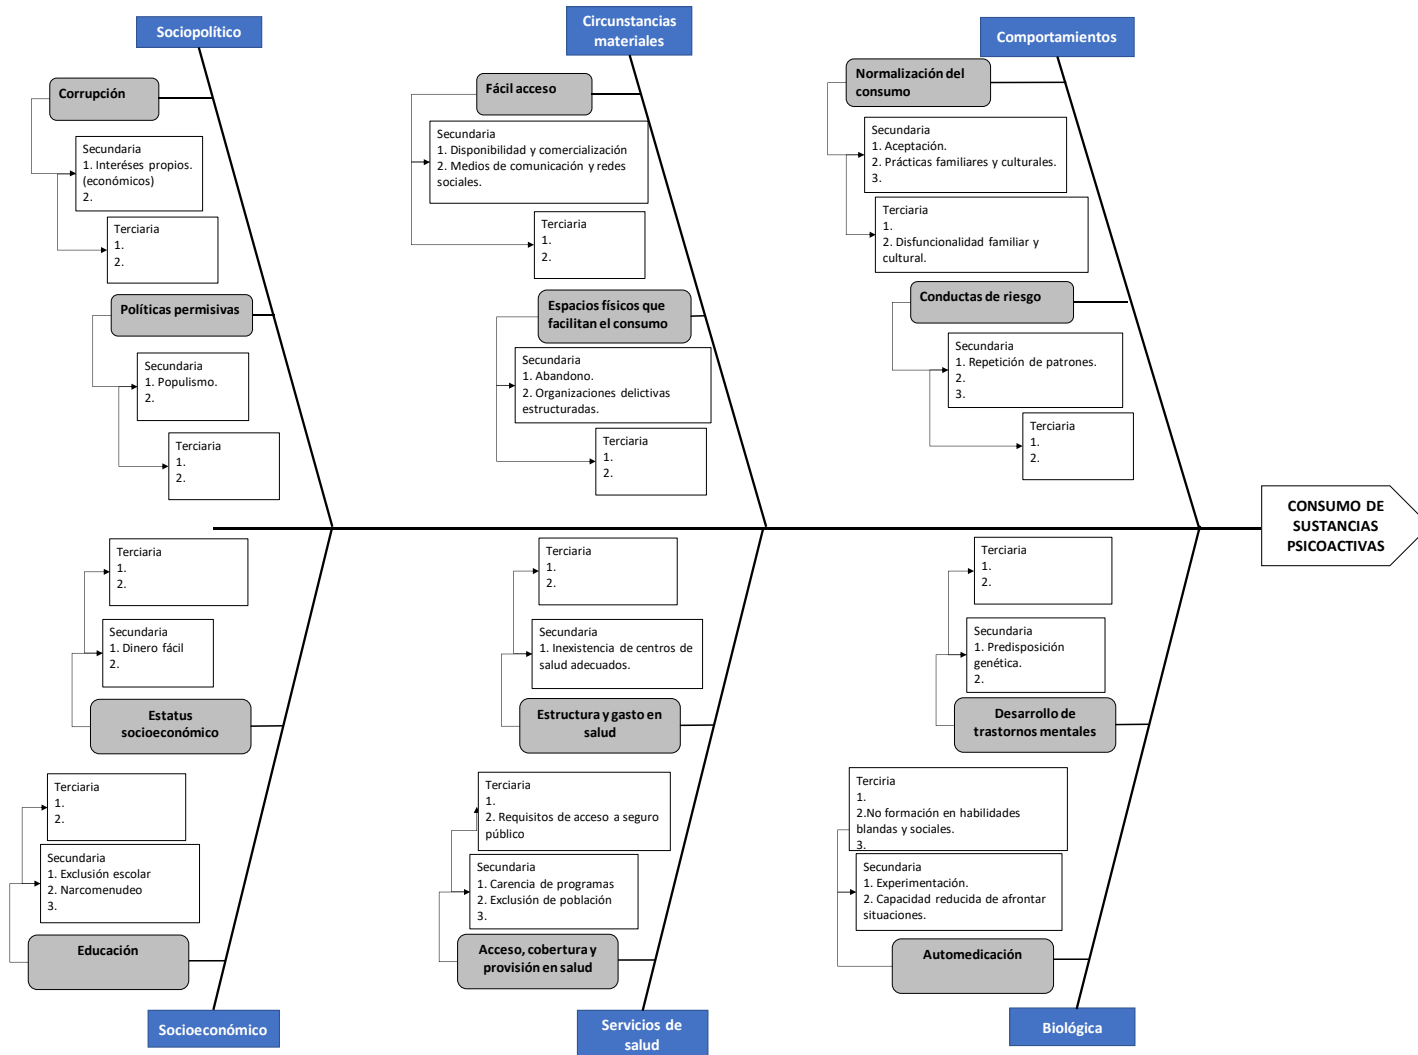 Sociopolítico
Corrupción
Secundaria
1. Interéses propios.
(económicos)
2.
Terciaria
1.
2.
Políticas permisivas
Secundaria
1. Populismo.
2.
Terciaria
1.
2.
Circunstancias
materiales
Fácil acceso
Secundaria
1. Disponibilidad y comercialización
2. Medios de comunicación y redes
sociales.
Terciaria
1.
2.
Espacios físicos que
facilitan el consumo
Secundaria
1. Abandono.
2. Organizaciones delictivas
estructuradas.
Terciaria
1.
2.
Comportamientos
Normalización del
consumo
Secundaria
1. Aceptación.
2. Prácticas familiares y culturales.
3.
Terciaria
1.
2. Disfuncionalidad familiar y
cultural.
Conductas de riesgo
Secundaria
1. Repetición de patrones.
2.
3.
Terciaria
1.
2.
CONSUMO DE
SUSTANCIAS
PSICOACTIVAS
Terciaria
1.
2.
Secundaria
1. Dinero fácil
2.
Estatus
socioeconómico
Terciaria
1.
2.
Secundaria
1. Exclusión escolar
2. Narcomenudeo
3.
Educación
Socioeconómico
Terciaria
1.
2.
Secundaria
1. Inexistencia de centros de
salud adecuados.
Estructura y gasto en
salud
Terciaria
1.
2. Requisitos de acceso a seguro
público
Secundaria
1. Carencia de programas
2. Exclusión de población
3.
Acceso, cobertura y
provisión en salud
Servicios de
salud
Terciaria
1.
2.
Secundaria
1. Predisposición
genética.
2.
Desarrollo de
trastornos mentales
Terciria
1.
2.No formación en habilidades
blandas y sociales.
3.
Secundaria
1. Experimentación.
2. Capacidad reducida de afrontar
situaciones.
Automedicación
Biológica